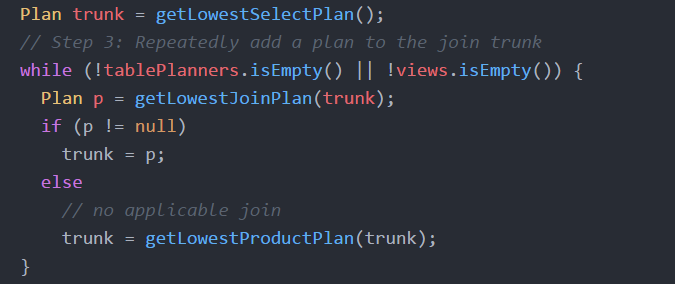 Plan trunk = getLowestSelectPlan();
// Step 3: Repeatedly add a plan to the join trunk
while (!tablePlanners.isEmpty() || !views.isEmpty()) {
  Plan p = getLowestJoinPlan(trunk);
  if (p != null)
    trunk = p;
  else
    // no applicable join
    trunk = getLowestProductPlan(trunk);
}